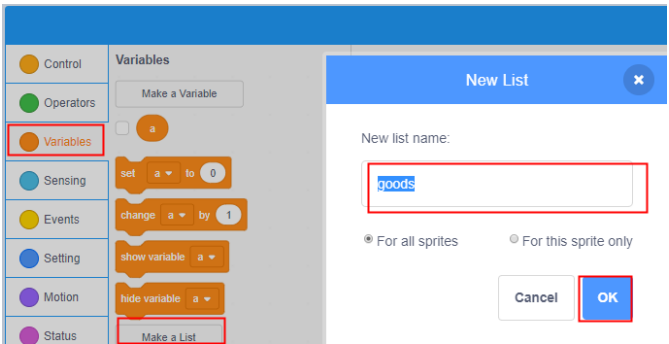 Control
Operators
Variables
Sensing
Events
Setting
Motion
Status
Variables
Make a Variable
a
set a to 0
change a by 1
show variable a
hide variable a
Make a List
New List
New list name:
goods
For all sprites For this sprite only
Cancel OK